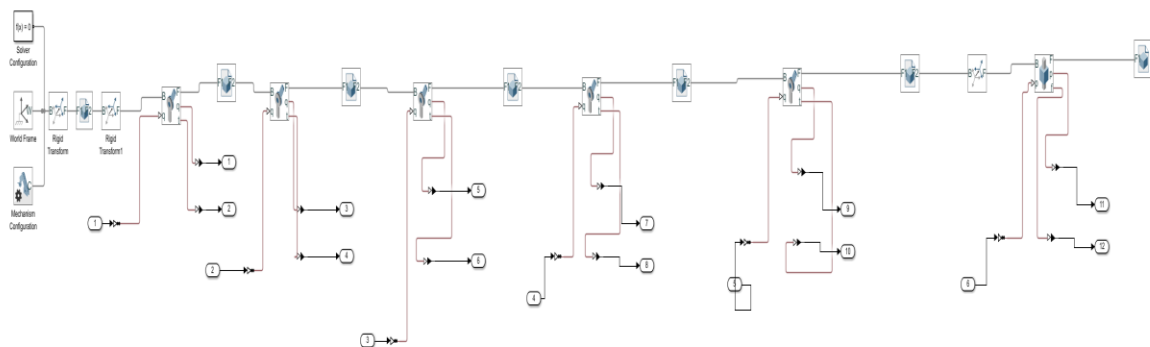 f(x) = 0
Solver
Configuration
World Frame
Rigid
Transform
Rigid
Transform1
Mechanism
Configuration
B F
B F
B F
q
1
2
1
F 2
B F
q
3
4
2
B F
q
5
6
3
B F
q
7
8
4
B F
q
9
10
5
B F
B F
11
12
6